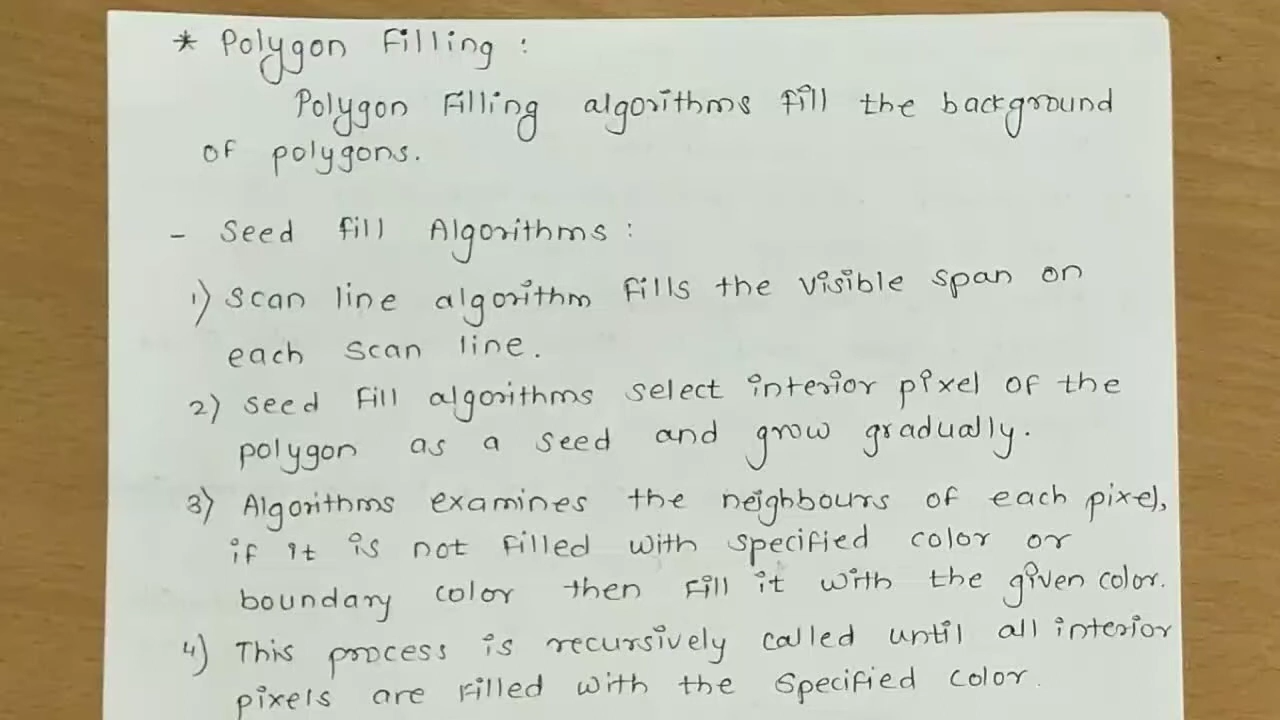 * Polygon Filling :
Polygon Filling algorithms fill the background
of polygons.
- Seed fill Algorithms :
1) Scan line algorithm fills the visible span on
each scan line.
2) Seed Fill algorithms select interior pixel of the
polygon as a seed and grow gradually.
3) Algorithms examines the neighbours of each pixel,
if it is not filled with specified color or
boundary color then fill it with the given color.
4) This process is recursively called until all interior
pixels are filled with the specified color.